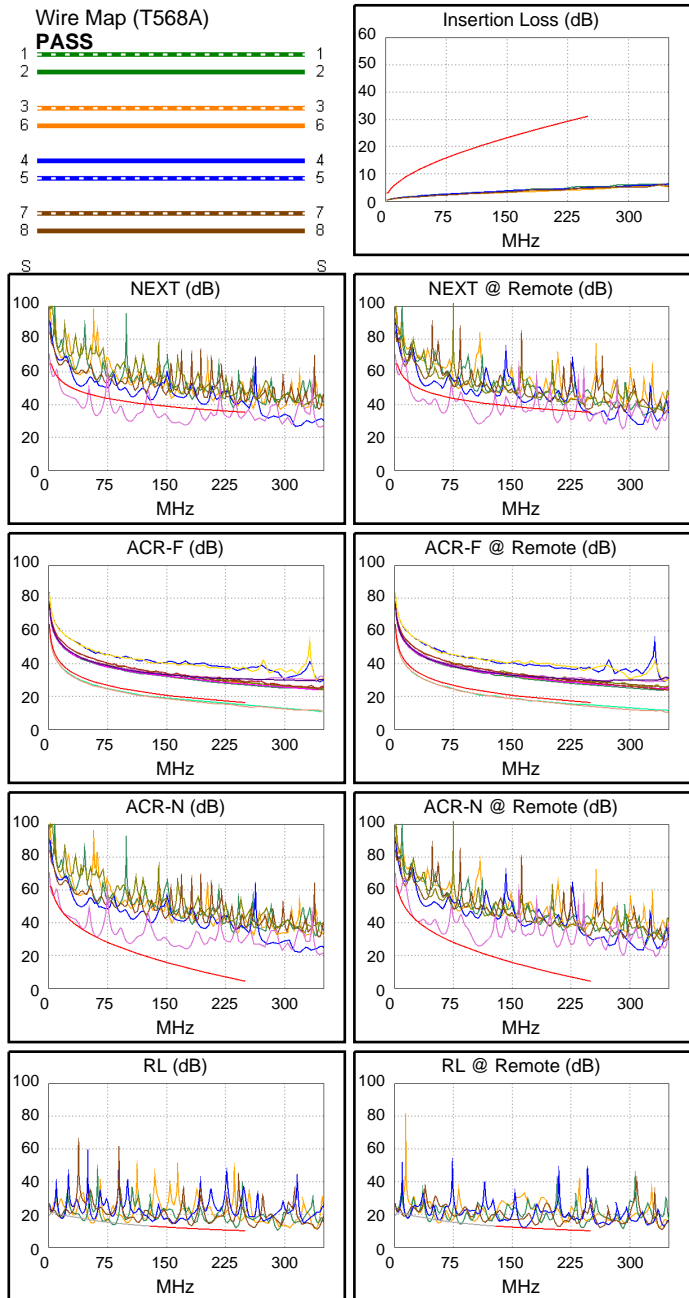 Wire Map (T568A)
PASS
1 1
2 2
3 3
6 6
4 4
5 5
7 7
8 8
S S
Insertion Loss (dB)
60
50
40
30
20
10
0
0 75 150 225 300
MHz
NEXT (dB)
100
80
60
40
20
0
0 75 150 225 300
MHz
NEXT @ Remote (dB)
100
80
60
40
20
0
0 75 150 225 300
MHz
ACR-F (dB)
100
80
60
40
20
0
0 75 150 225 300
MHz
ACR-F @ Remote (dB)
100
80
60
40
20
0
0 75 150 225 300
MHz
ACR-N (dB)
100
80
60
40
20
0
0 75 150 225 300
MHz
ACR-N @ Remote (dB)
100
80
60
40
20
0
0 75 150 225 300
MHz
RL (dB)
100
80
60
40
20
0
0 75 150 225 300
MHz
RL @ Remote (dB)
100
80
60
40
20
0
0 75 150 225 300
MHz